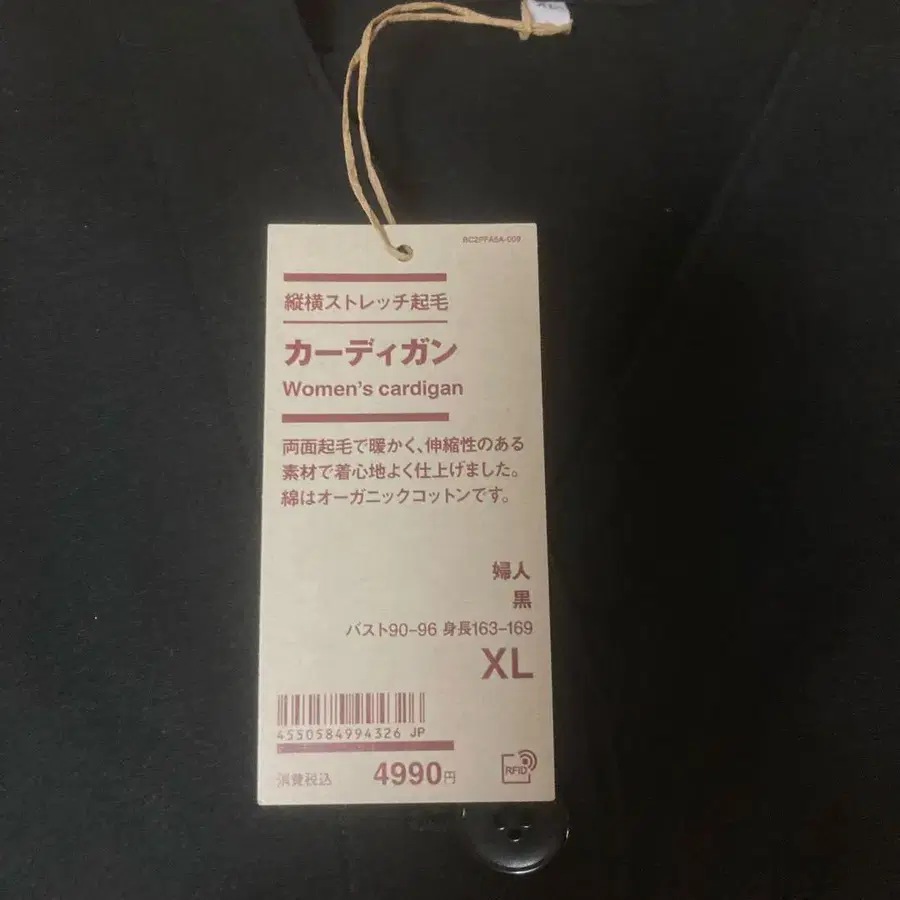 縦横ストレッチ起毛
カーディガン
Women's cardigan
両面起毛で暖かく、伸縮性のある
素材で着心地よく仕上げました。
綿はオーガニックコットンです。
婦人
黒
バスト90-96 身長163-169
XL
4550584994326 JP
消費税込 4990円
RFID